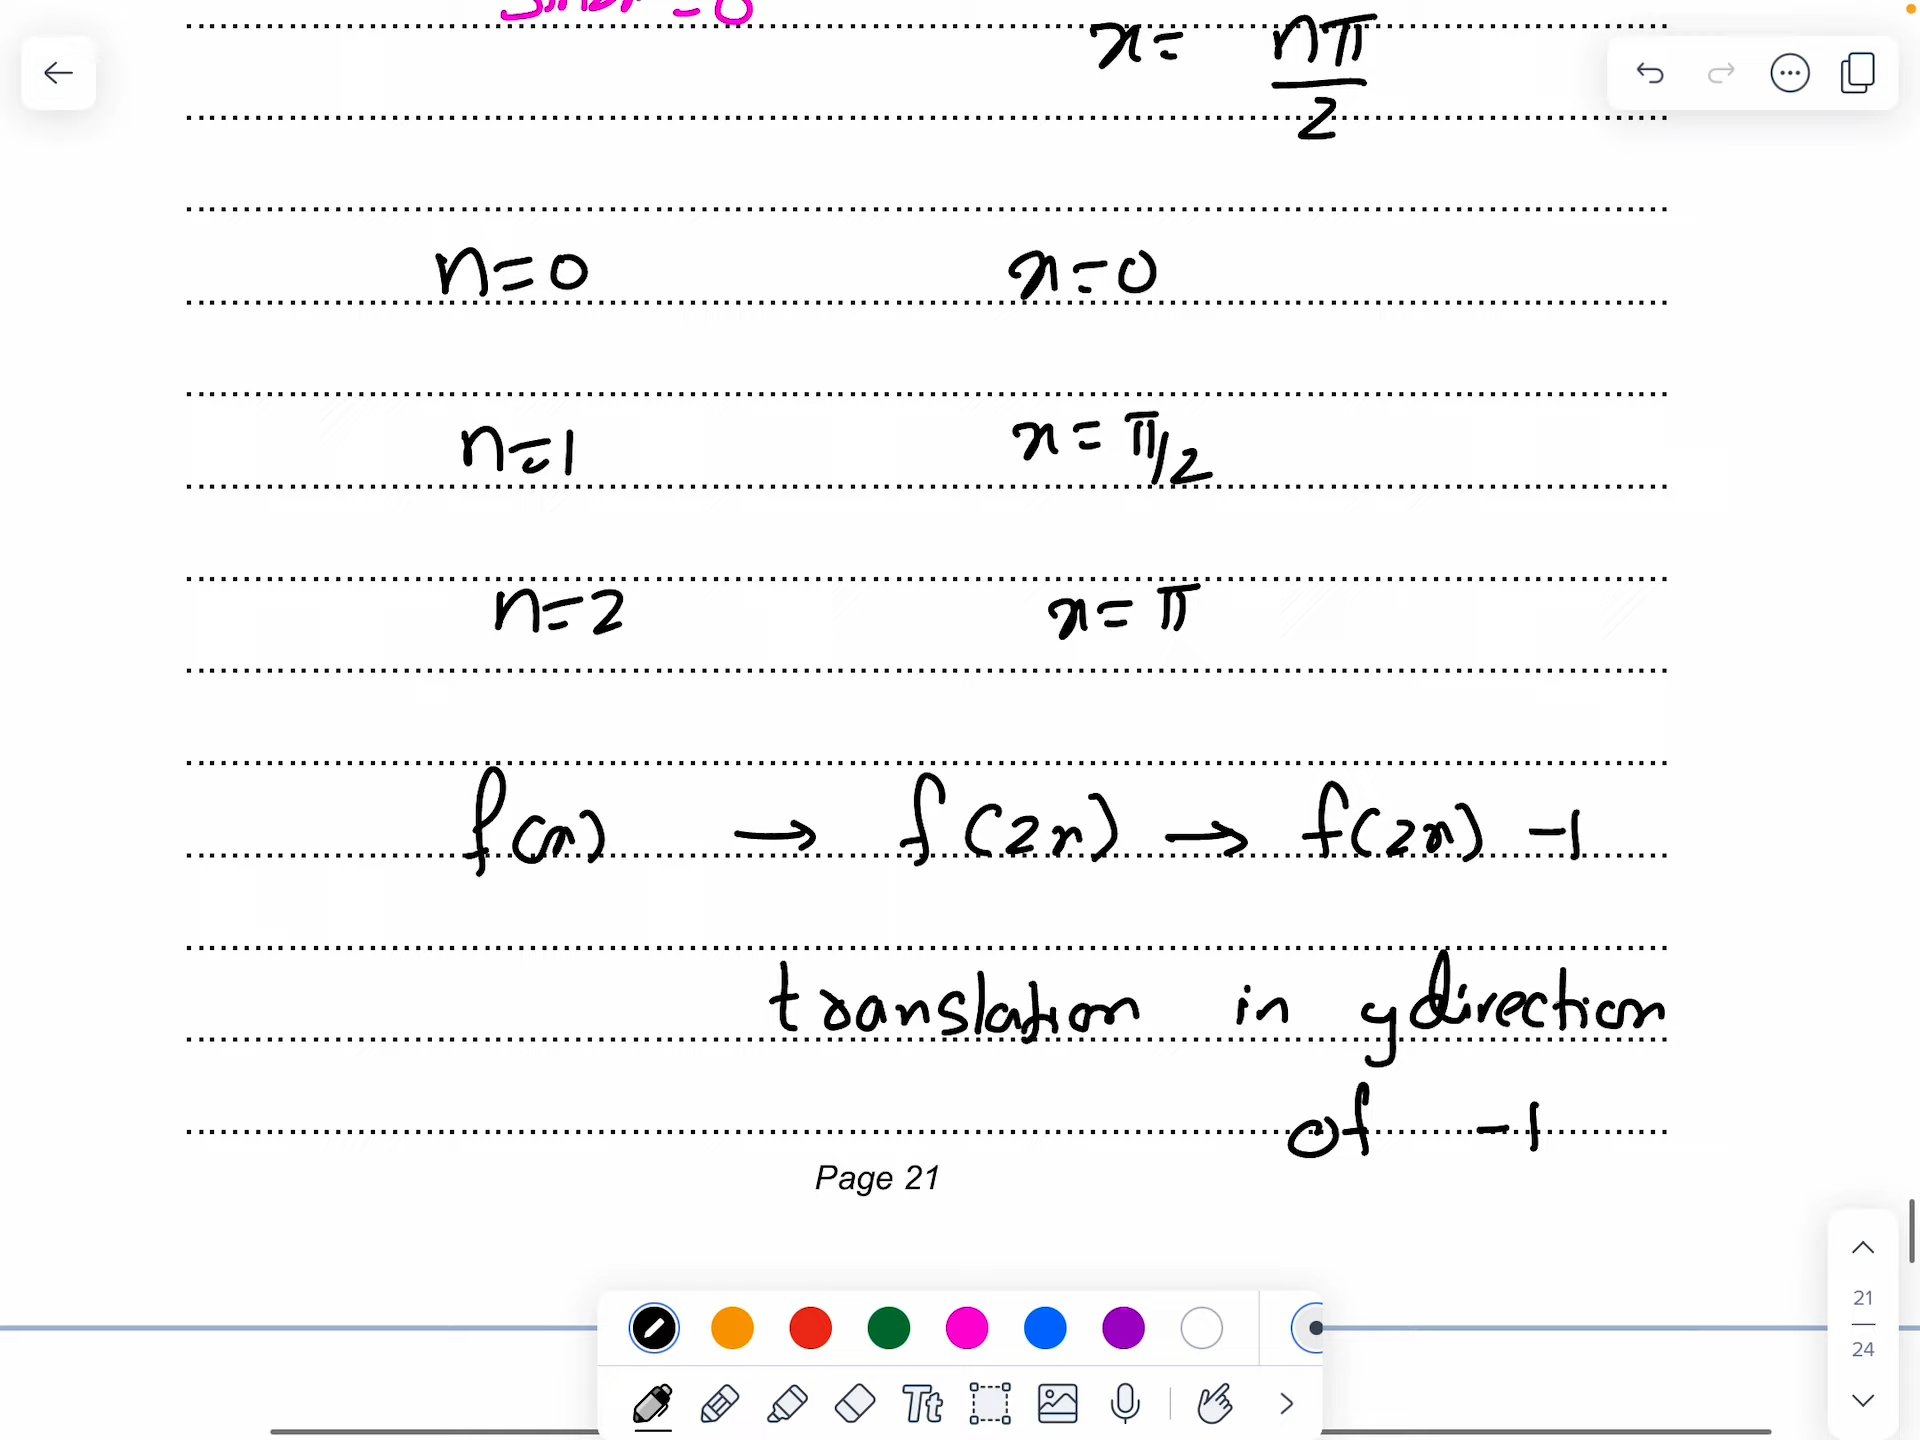 x = nπ/2
n=0 x=0
n=1 x=π/2
n=2 x=π
f(x) → f(2x) → f(2x) -1
translation in y direction
of -1
Page 21
Tt
21
24